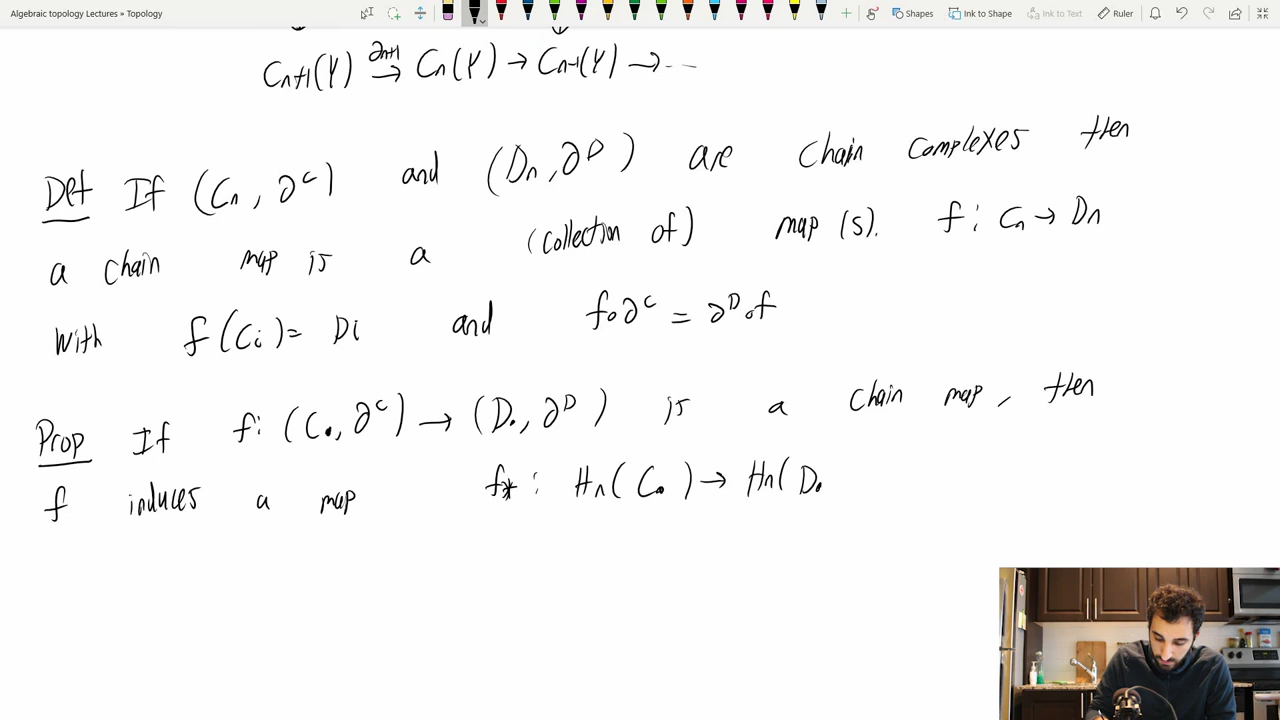 Algebraic topology Lectures » Topology
Shapes Ink to Shape Ink to Text Ruler
Cn+1(Y) ∂n+1→ Cn(Y) → Cn-1(Y) → ...
Def If (Cn, ∂^C) and (Dn, ∂^D) are chain complexes then
a chain map is a (collection of) map(s). f: Cn → Dn
with f(Ci) = Di and f∘∂^C = ∂^D∘f
Prop If f: (C•, ∂^C) → (D•, ∂^D) is a chain map, then
f induces a map f*: Hn(C•) → Hn(D•